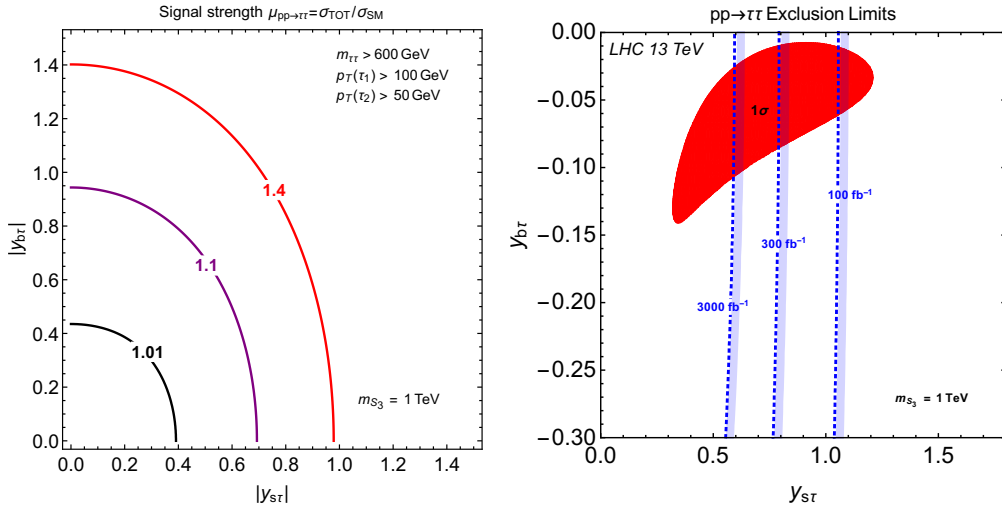 Signal strength μpp→ττ=σTOT/σSM
mττ > 600 GeV
pT(τ1) > 100 GeV
pT(τ2) > 50 GeV
1.4
1.1
1.01
mS3 = 1 TeV
|ybτ|
1.4
1.2
1.0
0.8
0.6
0.4
0.2
0.0
0.0 0.2 0.4 0.6 0.8 1.0 1.2 1.4
|ysτ|
pp→ττ Exclusion Limits
LHC 13 TeV
1σ
100 fb−1
300 fb−1
3000 fb−1
mS3 = 1 TeV
ybτ
0.00
−0.05
−0.10
−0.15
−0.20
−0.25
−0.30
0.0 0.5 1.0 1.5
ysτ